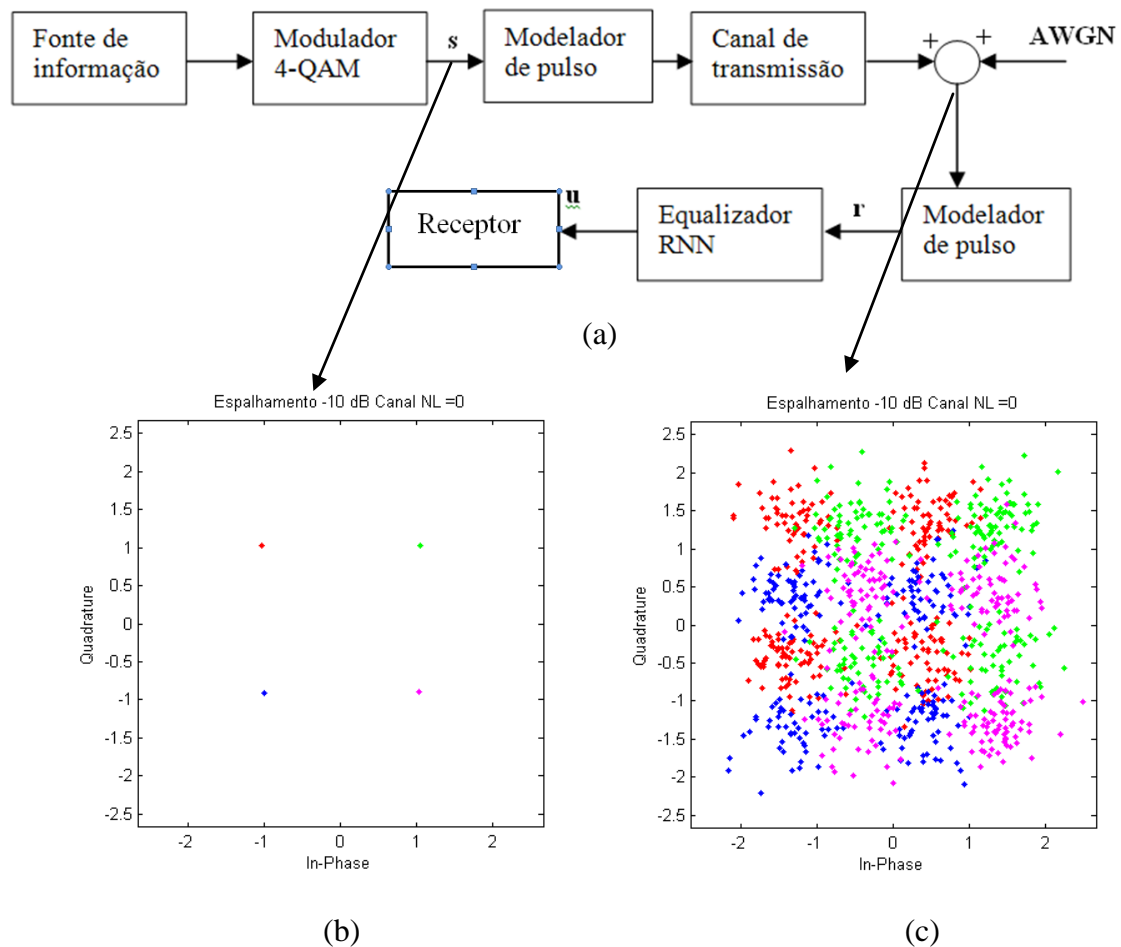 Fonte de
informação
Modulador
4-QAM
s
Modelador
de pulso
Canal de
transmissão
+
+
AWGN
Receptor
u
Equalizador
RNN
r
Modelador
de pulso
(a)
Espalhamento -10 dB Canal NL =0
2.5
2
1.5
1
0.5
0
-0.5
-1
-1.5
-2
-2.5
Quadrature
-2
-1
0
1
2
In-Phase
(b)
Espalhamento -10 dB Canal NL =0
2.5
2
1.5
1
0.5
0
-0.5
-1
-1.5
-2
-2.5
Quadrature
-2
-1
0
1
2
In-Phase
(c)